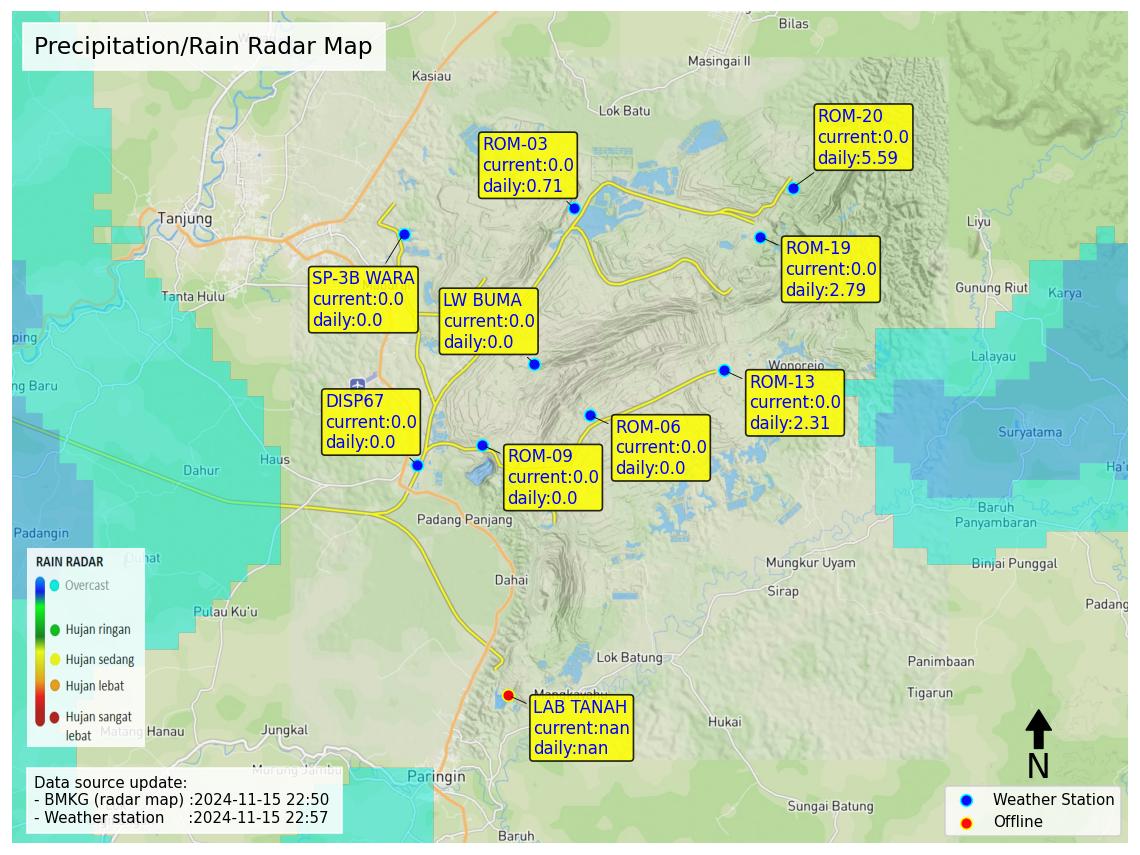 Precipitation/Rain Radar Map
Bilas
Masingai II
Kasiau
Lok Batu
ROM-20
current:0.0
daily:5.59
ROM-03
current:0.0
daily:0.71
Tanjung
Liyu
ROM-19
current:0.0
daily:2.79
SP-3B WARA
current:0.0
daily:0.0
Tanta Hulu
LW BUMA
current:0.0
daily:0.0
Gunung Riut
Karya
ping
ng Baru
Lalayau
Wonorejo
ROM-13
current:0.0
daily:2.31
DISP67
current:0.0
daily:0.0
ROM-06
current:0.0
daily:0.0
Suryatama
ROM-09
current:0.0
daily:0.0
Haus
Dahur
Ha'u
Baruh
Panyambaran
Padang Panjang
Padangin
Mungkur Uyam
Binjai Punggal
RAIN RADAR
Overcast
Hujan ringan
Hujan sedang
Hujan lebat
Hujan sangat
lebat
Dahai
Sirap
Padang
Pulau Ku'u
Lok Batung
Panimbaan
Tigarun
Mangkayahu
LAB TANAH
current:nan
daily:nan
Hukai
Jungkal
Hanau
Murung Jambu
Paringin
N
Data source update:
- BMKG (radar map) :2024-11-15 22:50
- Weather station :2024-11-15 22:57
Sungai Batung
Baruh
Weather Station
Offline